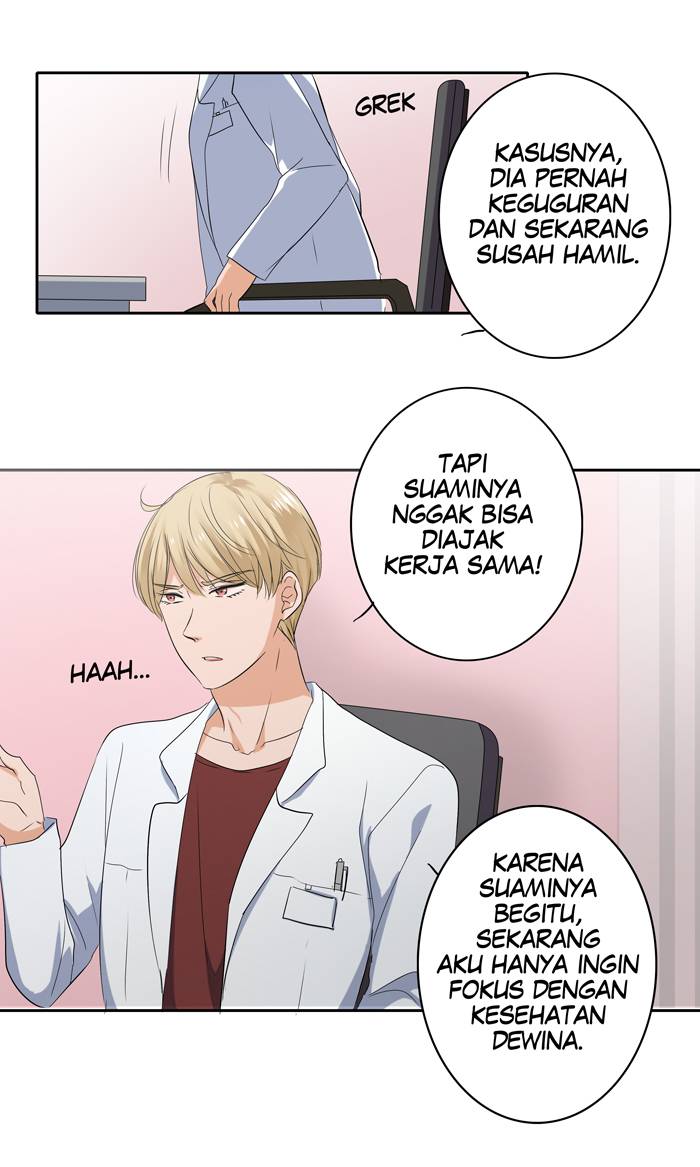 GREK
KASUSNYA,
DIA PERNAH
KEGUGURAN
DAN SEKARANG
SUSAH HAMIL.
TAPI
SUAMINYA
NGGAK BISA
DIAJAK
KERJA SAMA!
HAAH...
KARENA
SUAMINYA
BEGITU,
SEKARANG
AKU HANYA INGIN
FOKUS DENGAN
KESEHATAN
DEWINA.